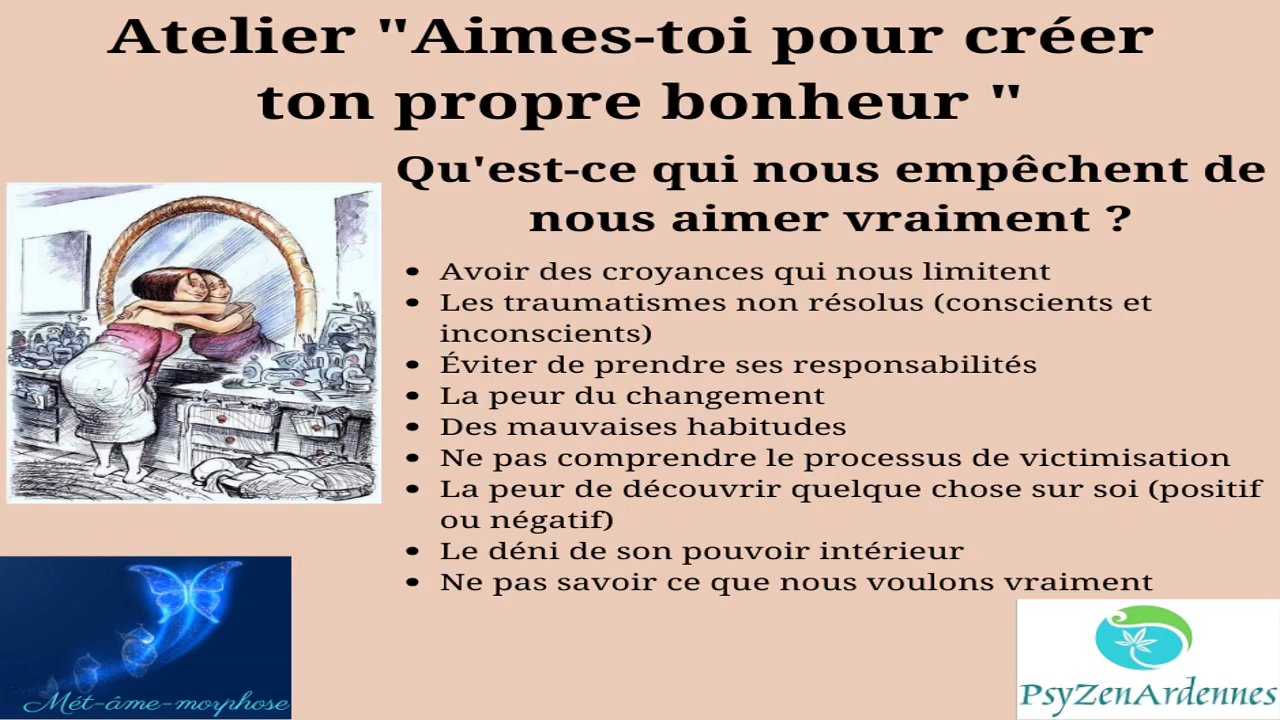 Atelier "Aimes-toi pour créer
ton propre bonheur "
Qu'est-ce qui nous empêchent de
nous aimer vraiment ?
• Avoir des croyances qui nous limitent
• Les traumatismes non résolus (conscients et
inconscients)
• Éviter de prendre ses responsabilités
• La peur du changement
• Des mauvaises habitudes
• Ne pas comprendre le processus de victimisation
• La peur de découvrir quelque chose sur soi (positif
ou négatif)
• Le déni de son pouvoir intérieur
• Ne pas savoir ce que nous voulons vraiment
Mét-âme-morphose
PsyZenArdennes